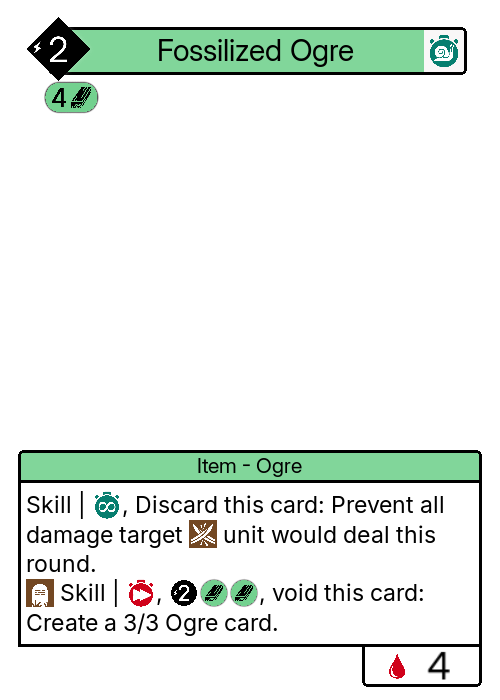 2 Fossilized Ogre
4
Item - Ogre
Skill | , Discard this card: Prevent all
damage target unit would deal this
round.
Skill | , 2 , void this card:
Create a 3/3 Ogre card.
4